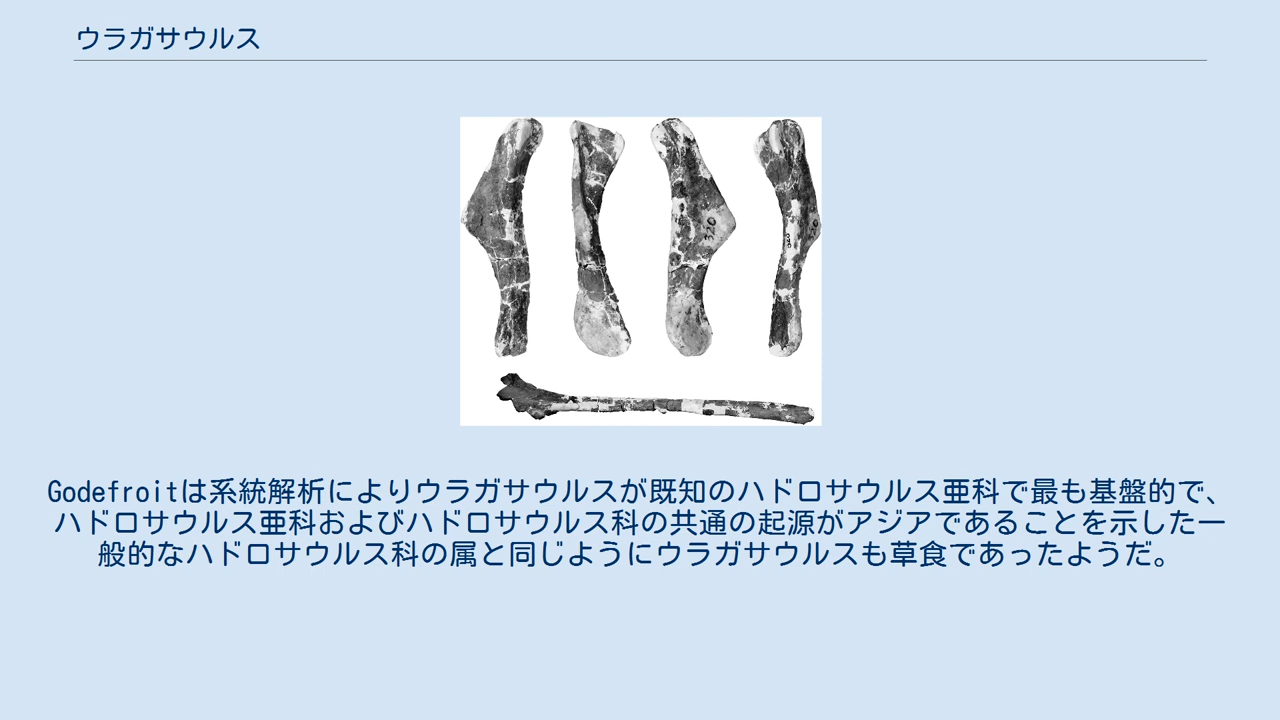 ウラガサウルス
320
320
320
Godefroitは系統解析によりウラガサウルスが既知のハドロサウルス亜科で最も基盤的で、
ハドロサウルス亜科およびハドロサウルス科の共通の起源がアジアであることを示した一
般的なハドロサウルス科の属と同じようにウラガサウルスも草食であったようだ。